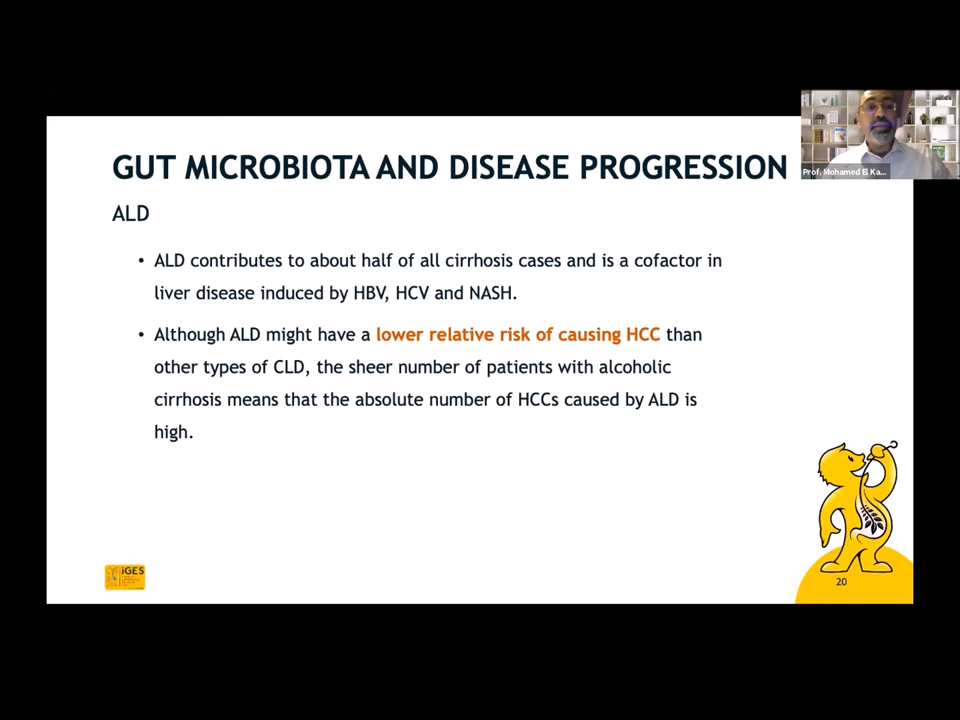 GUT MICROBIOTA AND DISEASE PROGRESSION
Prof. Mohamed El Ka...
ALD
• ALD contributes to about half of all cirrhosis cases and is a cofactor in
liver disease induced by HBV, HCV and NASH.
• Although ALD might have a lower relative risk of causing HCC than
other types of CLD, the sheer number of patients with alcoholic
cirrhosis means that the absolute number of HCCs caused by ALD is
high.
iGES
20